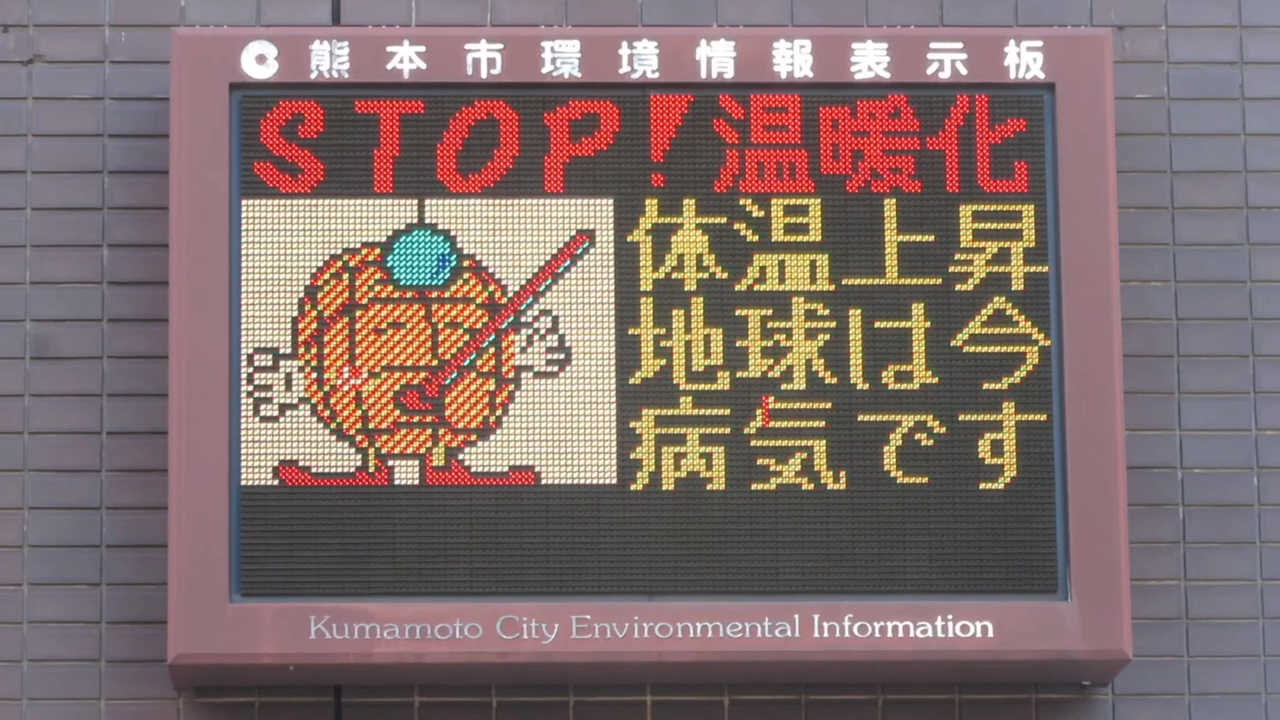 熊本市環境情報表示板
STOP!温暖化
体温上昇
地球は今
病気です
Kumamoto City Environmental Information